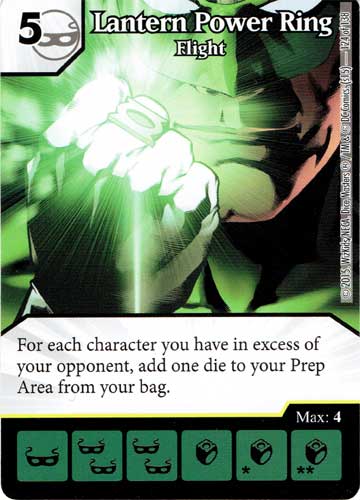 5
Lantern Power Ring
Flight
For each character you have in excess of
your opponent, add one die to your Prep
Area from your bag.
Max: 4
*
**